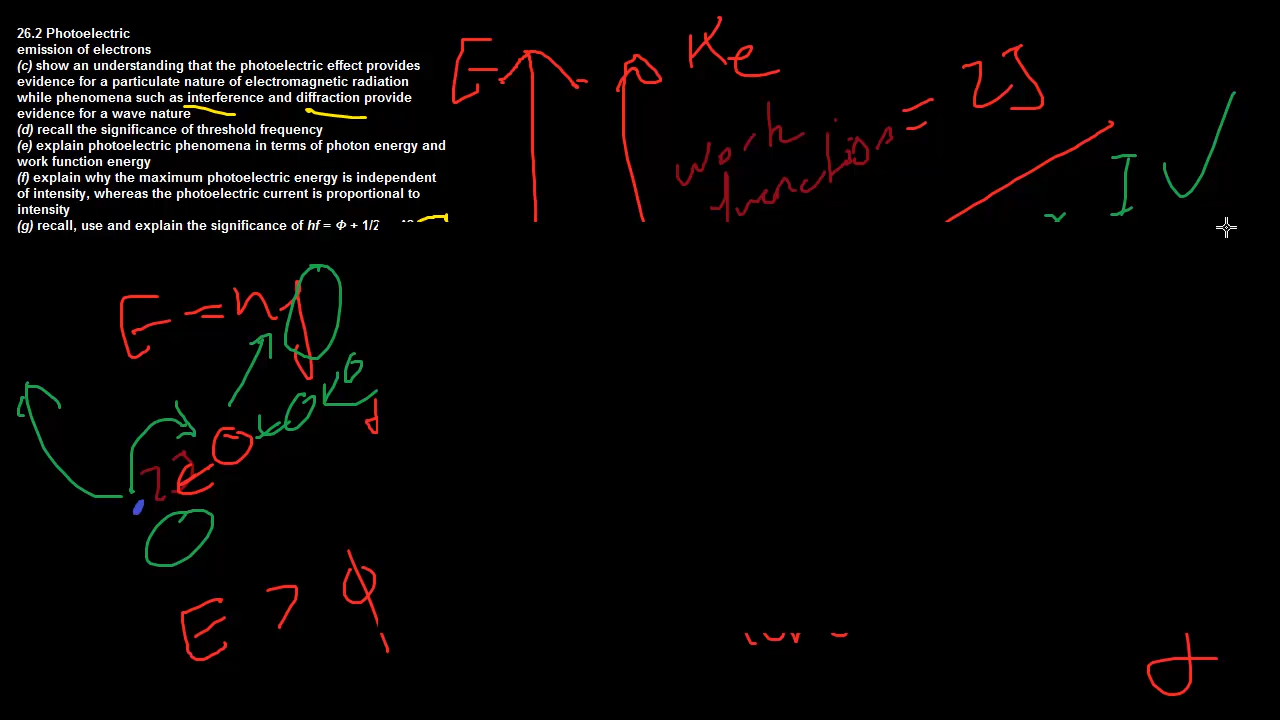 26.2 Photoelectric
emission of electrons
(c) show an understanding that the photoelectric effect provides
evidence for a particulate nature of electromagnetic radiation
while phenomena such as interference and diffraction provide
evidence for a wave nature
(d) recall the significance of threshold frequency
(e) explain photoelectric phenomena in terms of photon energy and
work function energy
(f) explain why the maximum photoelectric energy is independent
of intensity, whereas the photoelectric current is proportional to
intensity
(g) recall, use and explain the significance of hf = Φ + 1/2
E
Ke
work
function = 2J
I
E = hf
2J
E > Φ